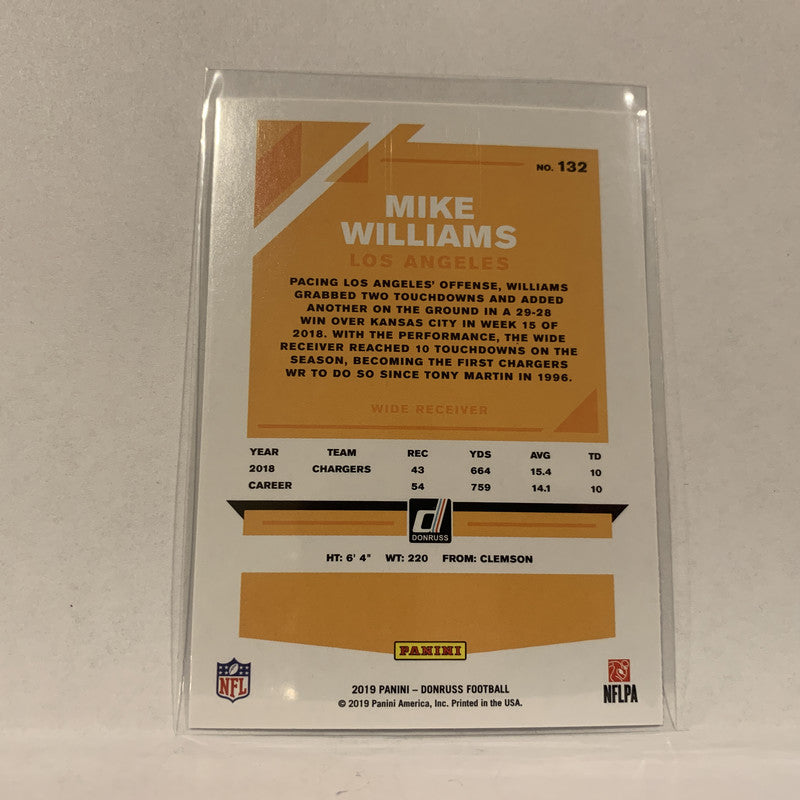 NO. 132
MIKE
WILLIAMS
LOS ANGELES
PACING LOS ANGELES' OFFENSE, WILLIAMS
GRABBED TWO TOUCHDOWNS AND ADDED
ANOTHER ON THE GROUND IN A 29-28
WIN OVER KANSAS CITY IN WEEK 15 OF
2018. WITH THE PERFORMANCE, THE WIDE
RECEIVER REACHED 10 TOUCHDOWNS ON THE
SEASON, BECOMING THE FIRST CHARGERS
WR TO DO SO SINCE TONY MARTIN IN 1996.
WIDE RECEIVER
YEAR TEAM REC YDS AVG TD
2018 CHARGERS 43 664 15.4 10
CAREER 54 759 14.1 10
d
DONRUSS
HT: 6' 4" WT: 220 FROM: CLEMSON
PANINI
NFL
2019 PANINI – DONRUSS FOOTBALL
© 2019 Panini America, Inc. Printed in the USA.
NFLPA